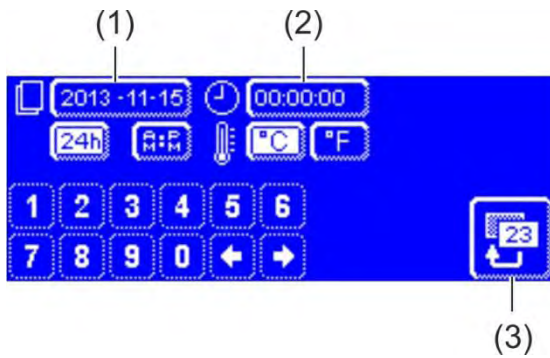 (1) (2)
2013 -11-15 00:00:00
24h A:P M M °C °F
1 2 3 4 5 6
7 8 9 0 ← →
23
(3)